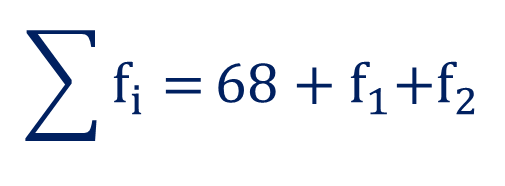 ∑ fᵢ = 68 + f₁+f₂